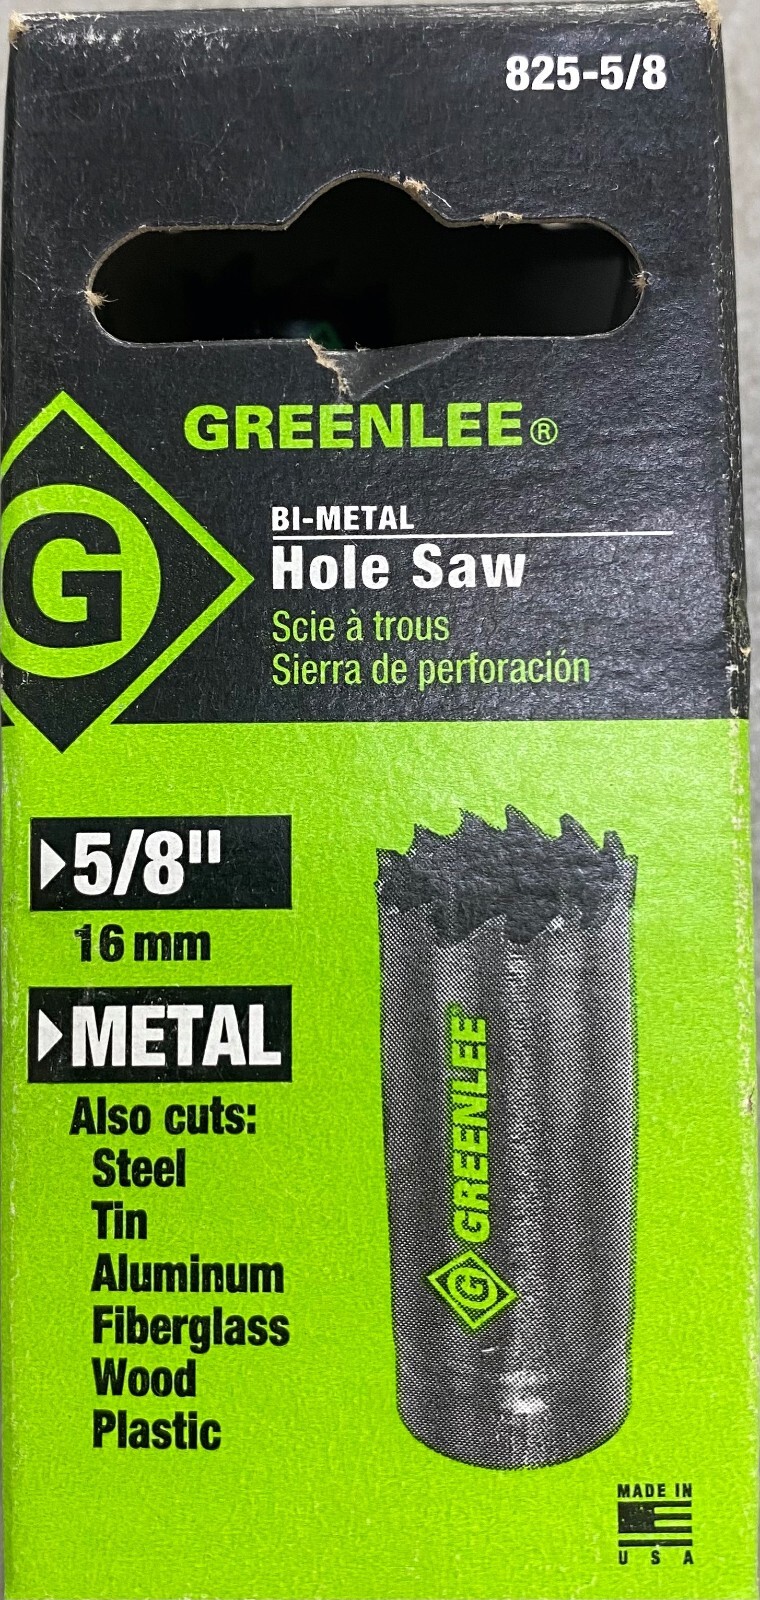 825-5/8
GREENLEE®
G
BI-METAL
Hole Saw
Scie à trous
Sierra de perforación
5/8"
16 mm
METAL
Also cuts:
Steel
Tin
Aluminum
Fiberglass
Wood
Plastic
G GREENLEE
MADE IN
USA